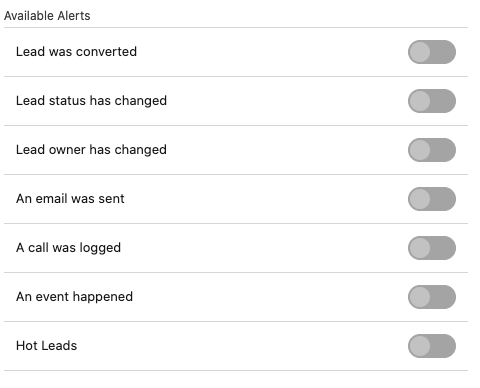 Available Alerts
Lead was converted
Lead status has changed
Lead owner has changed
An email was sent
A call was logged
An event happened
Hot Leads